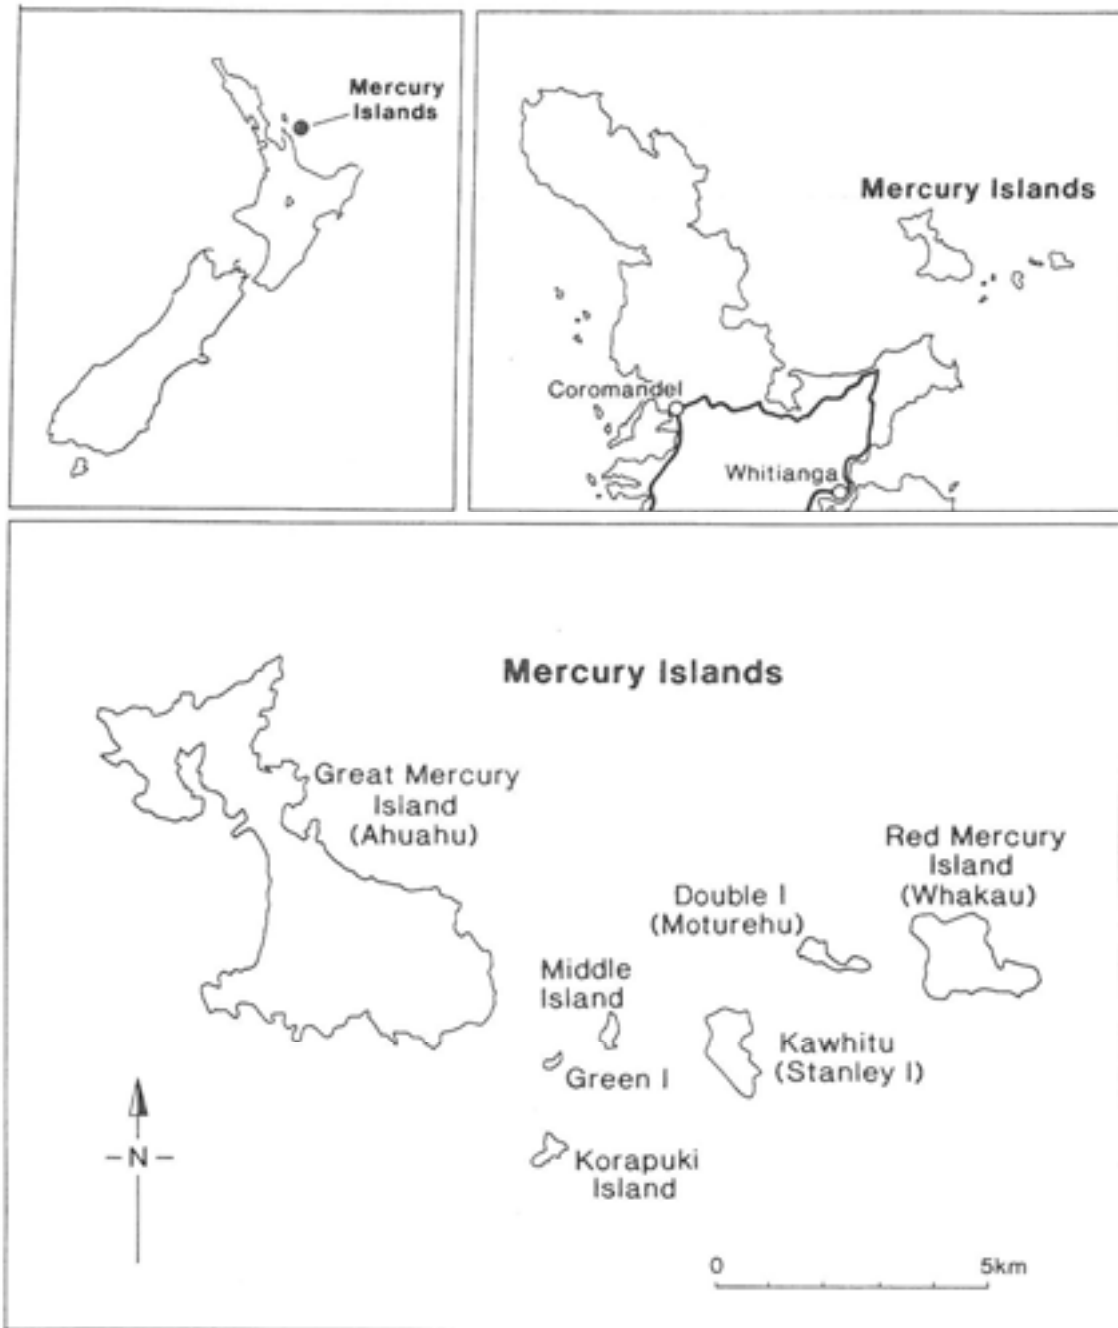 Mercury
Islands
Mercury Islands
Coromandel
Whitianga
Mercury Islands
Great Mercury
Island
(Ahuahu)
Red Mercury
Island
(Whakau)
Double I
(Moturehu)
Middle
Island
Kawhitu
(Stanley I)
Green I
Korapuki
Island
–N–
0 5km